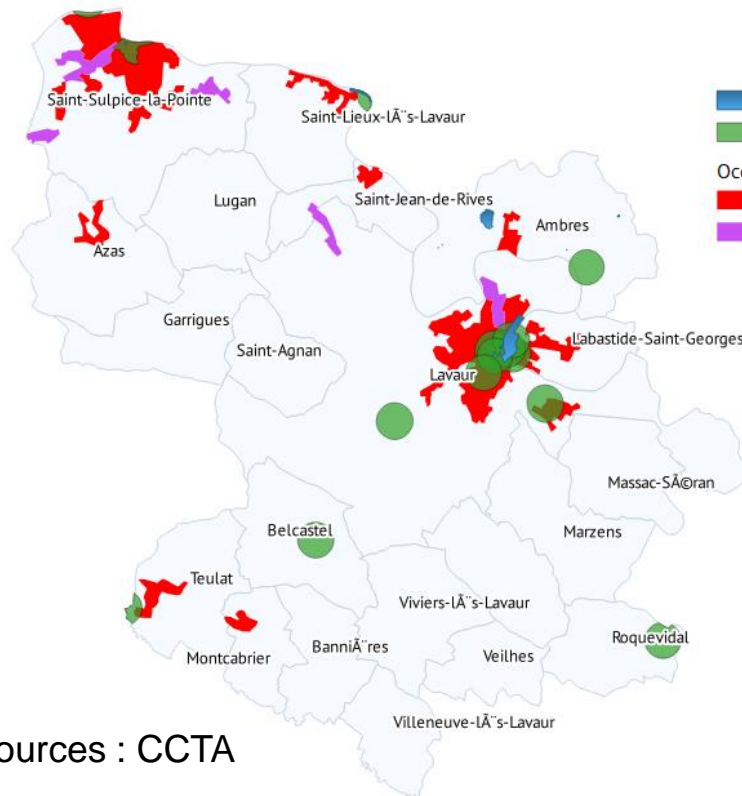 Saint-Sulpice-la-Pointe
Saint-Lieux-lÃ¨s-Lavaur
Occ
Lugan
Saint-Jean-de-Rives
Ambres
Azas
Garrigues
Saint-Agnan
Labastide-Saint-Georges
Lavaur
Massac-SÃ©ran
Belcastel
Marzens
Teulat
Viviers-lÃ¨s-Lavaur
Roquevidal
Montcabrier
BanniÃ¨res
Veilhes
Villeneuve-lÃ¨s-Lavaur
ources : CCTA